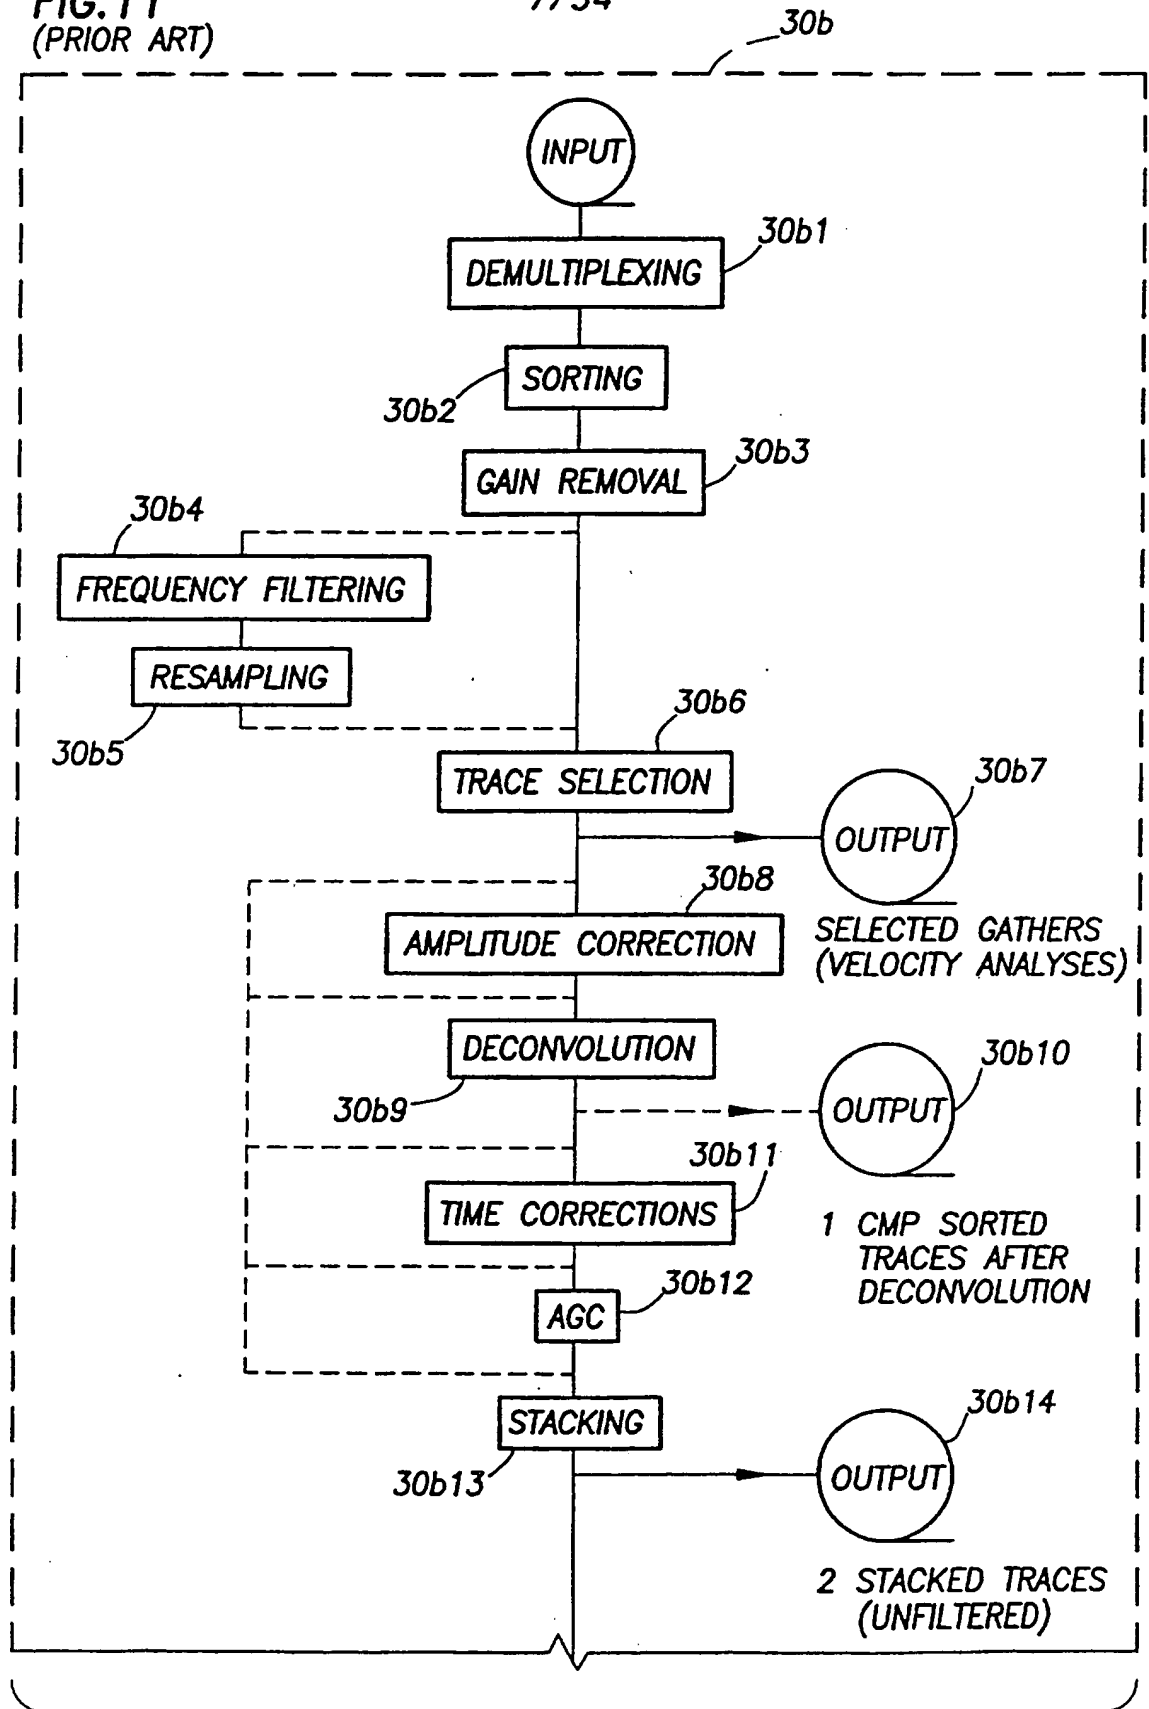 FIG. 11
(PRIOR ART)
7/34
30b
INPUT
30b1
DEMULTIPLEXING
SORTING
30b2
30b3
GAIN REMOVAL
30b4
FREQUENCY FILTERING
RESAMPLING
30b5
30b6
TRACE SELECTION
30b7
OUTPUT
SELECTED GATHERS
(VELOCITY ANALYSES)
30b8
AMPLITUDE CORRECTION
DECONVOLUTION
30b9
30b10
OUTPUT
1 CMP SORTED
TRACES AFTER
DECONVOLUTION
30b11
TIME CORRECTIONS
30b12
AGC
STACKING
30b13
30b14
OUTPUT
2 STACKED TRACES
(UNFILTERED)